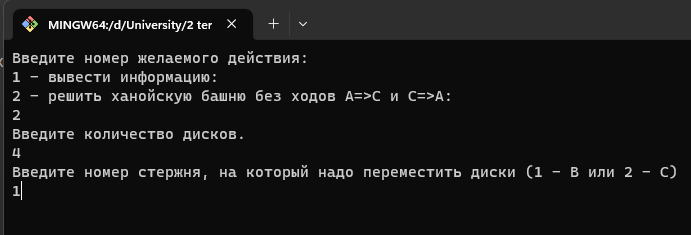 MINGW64:/d/University/2 ter
Введите номер желаемого действия:
1 - вывести информацию:
2 - решить ханойскую башню без ходов A=>C и C=>A:
2
Введите количество дисков.
4
Введите номер стержня, на который надо переместить диски (1 - B или 2 - C)
1